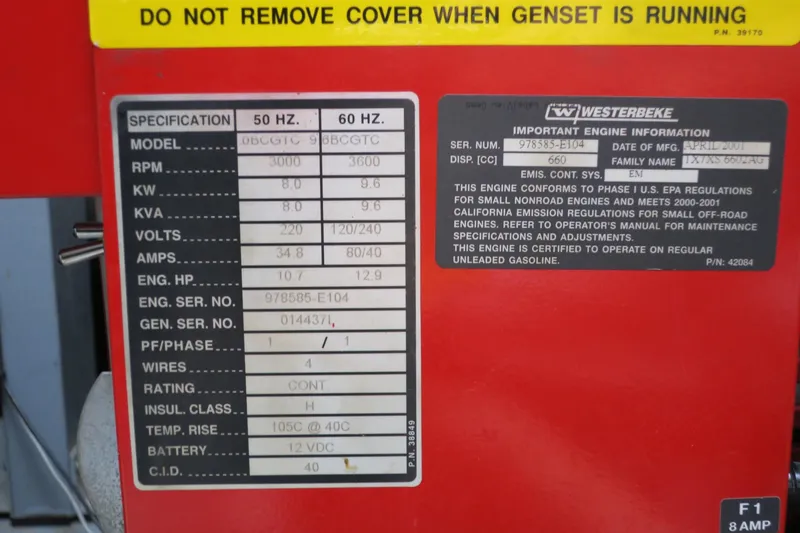 DO NOT REMOVE COVER WHEN GENSET IS RUNNING
P.N. 39170
SPECIFICATION 50 HZ. 60 HZ.
MODEL 6BCGTC
RPM 3000 3600
KW 8.0 9.6
KVA 8.0 9.6
VOLTS 220 120/240
AMPS 34.8 80/40
ENG. HP 10.7 12.9
ENG. SER. NO. 978585-E104
GEN. SER. NO. 0144371
PF/PHASE 1 / 1
WIRES 4
RATING CONT
INSUL. CLASS H
TEMP. RISE 105C @ 40C
BATTERY 12 VDC
C.I.D. 40
P.N. 38849
W WESTERBEKE
IMPORTANT ENGINE INFORMATION
SER. NUM. 978585-E104 DATE OF MFG. APRIL/2001
DISP. [CC] 660 FAMILY NAME 1X7XS.6602AG
EMIS. CONT. SYS. EM
THIS ENGINE CONFORMS TO PHASE I U.S. EPA REGULATIONS
FOR SMALL NONROAD ENGINES AND MEETS 2000-2001
CALIFORNIA EMISSION REGULATIONS FOR SMALL OFF-ROAD
ENGINES. REFER TO OPERATOR'S MANUAL FOR MAINTENANCE
SPECIFICATIONS AND ADJUSTMENTS.
THIS ENGINE IS CERTIFIED TO OPERATE ON REGULAR
UNLEADED GASOLINE. P/N: 42084
F 1
8 AMP